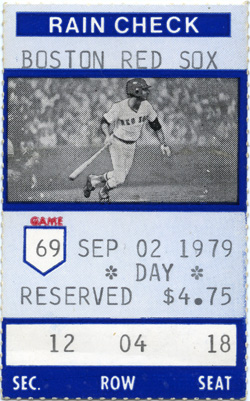 RAIN CHECK
BOSTON RED SOX
RED SOX
GAME
69 SEP 02 1979
* DAY *
RESERVED $4.75
12 04 18
SEC. ROW SEAT